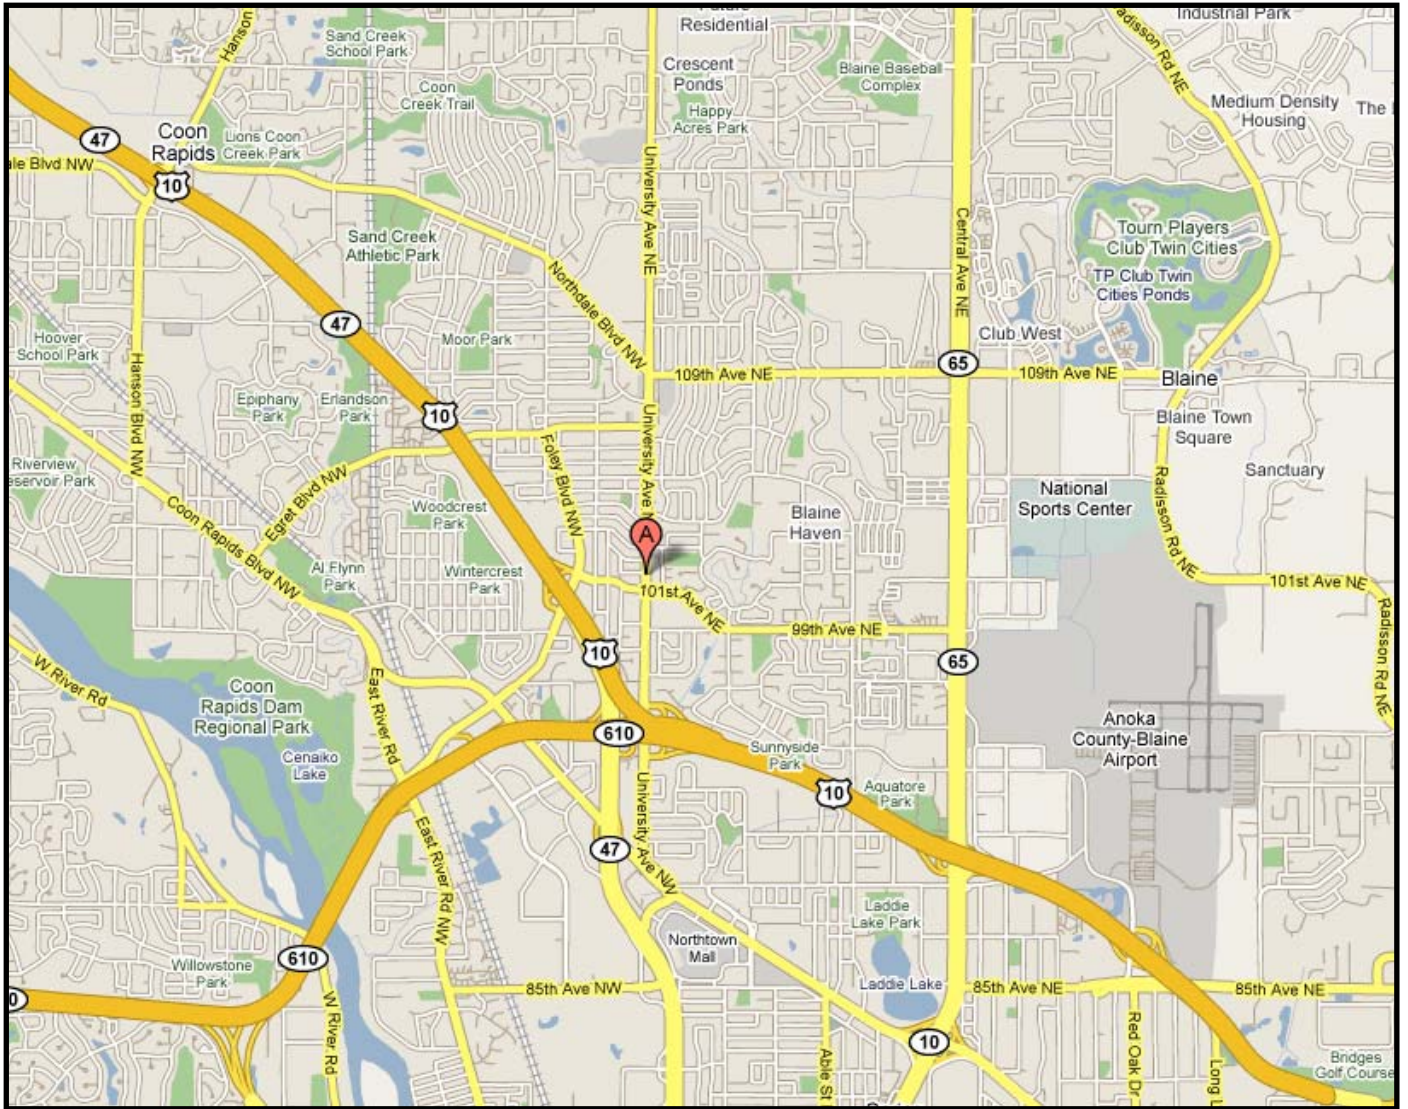 Residential
Industrial Park
Hanson
Sand Creek
School Park
Radisson Rd NE
Crescent
Ponds
Blaine Baseball
Complex
Coon
Creek Trail
Happy
Acres Park
Medium Density
Housing
The
47
Coon
Rapids
Lions Coon
Creek Park
ale Blvd NW
10
University Ave NE
Central Ave NE
Tourn Players
Club Twin Cities
Sand Creek
Athletic Park
TP Club Twin
Cities Ponds
Northdale Blvd NW
47
Moor Park
Club West
Hoover
School Park
Hanson Blvd NW
65
109th Ave NE
109th Ave NE
Blaine
Epiphany
Park
Erlandson
Park
10
University Ave
Blaine Town
Square
Foley Blvd NW
Riverview
eservoir Park
Egret Blvd NW
Radisson Rd NE
Sanctuary
Coon Rapids Blvd NW
Woodcrest
Park
National
Sports Center
Blaine
Haven
A
Al Flynn
Park
Wintercrest
Park
101st Ave NE
101st Ave NE
Radisson Rd NE
99th Ave NE
10
65
W River Rd
East River Rd
Coon
Rapids Dam
Regional Park
Anoka
County-Blaine
Airport
610
Sunnyside
Park
Cenaiko
Lake
University Ave NW
10
Aquatore
Park
East River Rd NW
47
Laddie
Lake Park
Northtown
Mall
610
Willowstone
Park
85th Ave NW
Laddie Lake
85th Ave NE
85th Ave NE
0
W River Rd
10
Able St
Red Oak Dr
Long L
Bridges
Golf Course